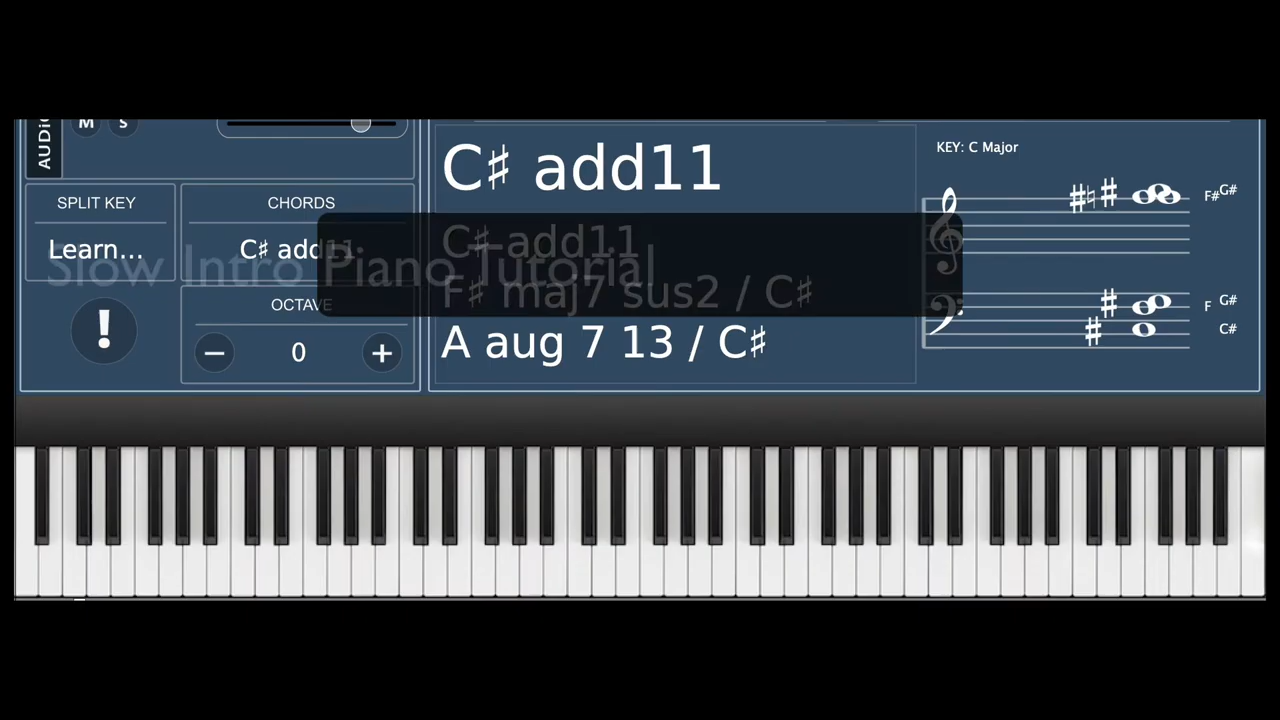 AUDiO
M S
SPLIT KEY
Learn...
CHORDS
C♯ add11
OCTAVE
− 0 +
!
C♯ add11
C♯ add11
F♯ maj7 sus2 / C♯
A aug 7 13 / C♯
Slow Intro Piano Tutorial
KEY: C Major
F# G#
F G#
C#